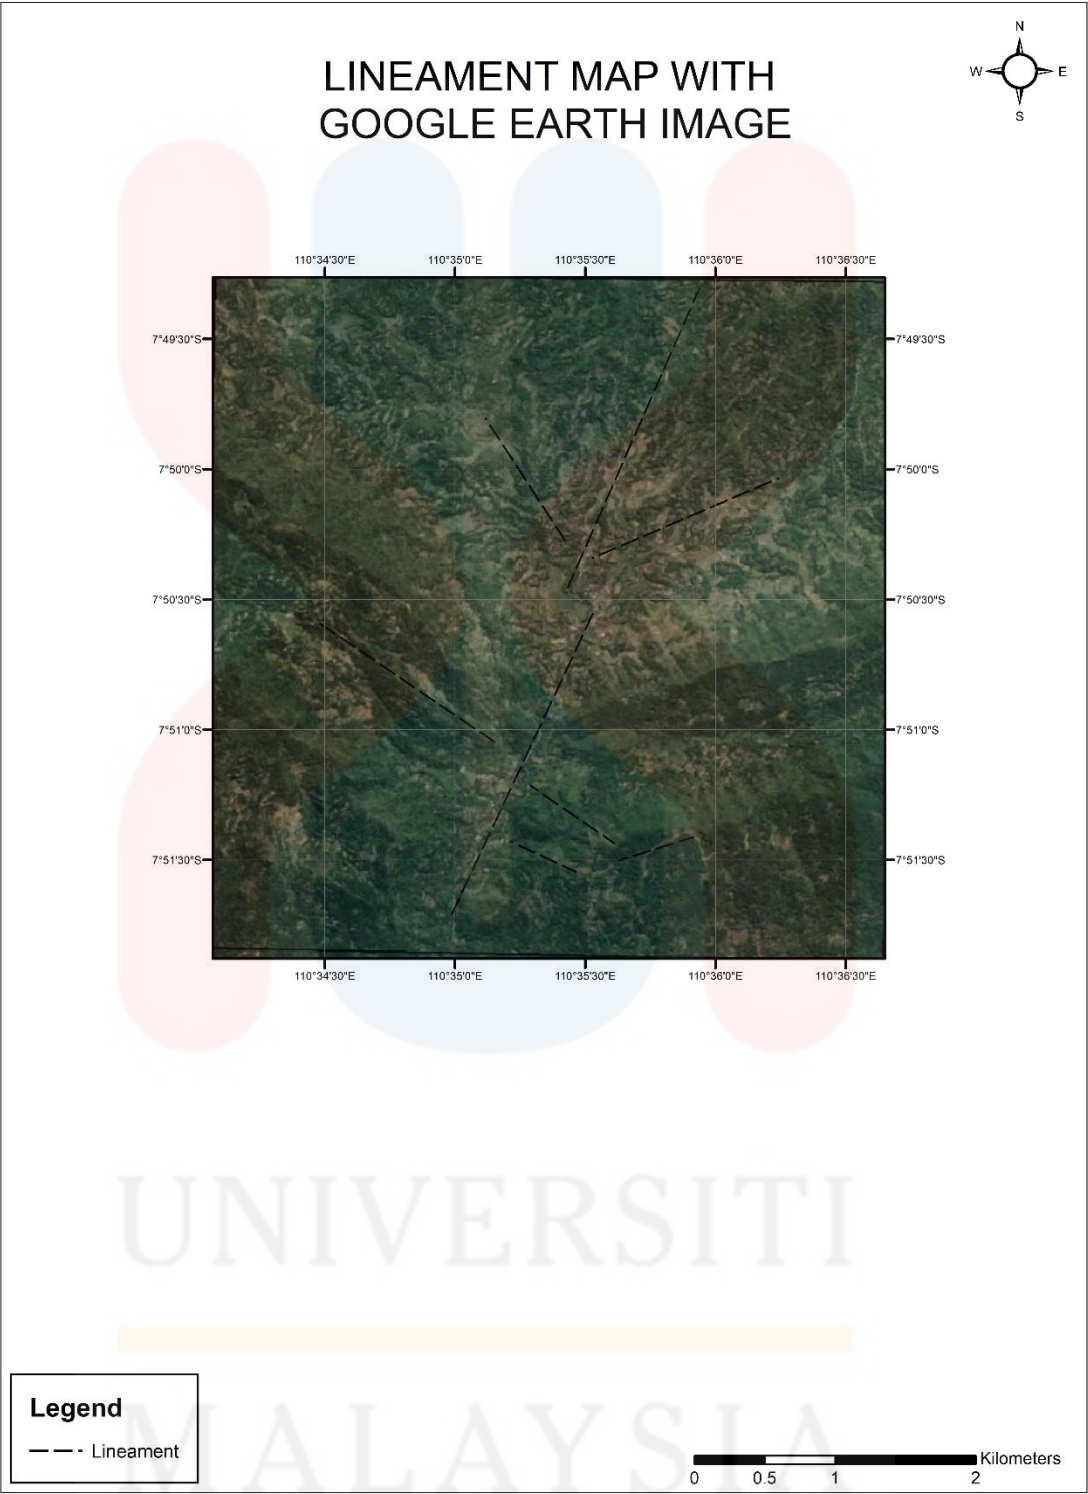 N
W E
S
LINEAMENT MAP WITH
GOOGLE EARTH IMAGE
110°34'30"E 110°35'0"E 110°35'30"E 110°36'0"E 110°36'30"E
7°49'30"S 7°49'30"S
7°50'0"S 7°50'0"S
7°50'30"S 7°50'30"S
7°51'0"S 7°51'0"S
7°51'30"S 7°51'30"S
110°34'30"E 110°35'0"E 110°35'30"E 110°36'0"E 110°36'30"E
UNIVERSITI
MALAYSIA
Legend
Lineament
Kilometers
0 0.5 1 2